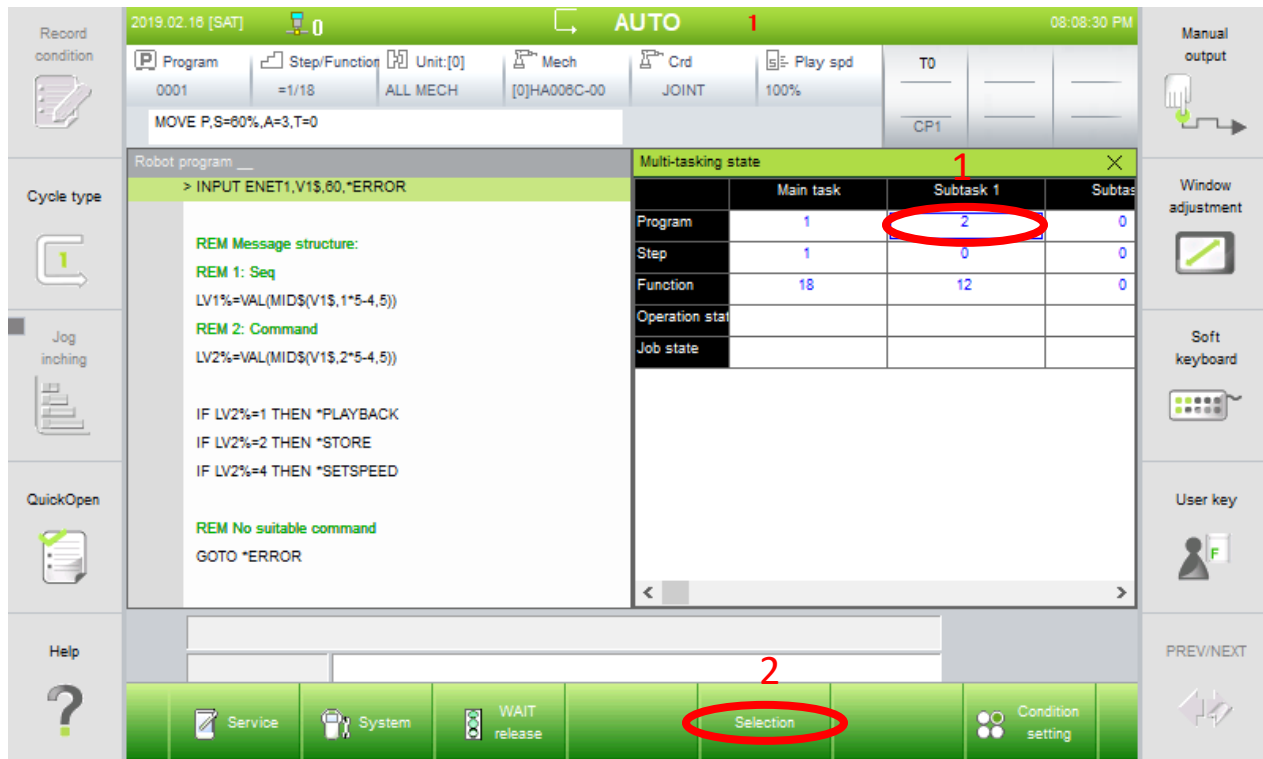 Record condition
2019.02.16 [SAT]
0
AUTO
1
08:08:30 PM
Manual output
P Program
Step/Function
Unit:[0]
Mech
Crd
Play spd
0001
=1/18
ALL MECH
[0]HA006C-00
JOINT
100%
T0
CP1
MOVE P,S=60%,A=3,T=0
Cycle type
1
Jog inching
QuickOpen
Help
?
Robot program __
> INPUT ENET1,V1$,60,*ERROR
REM Message structure:
REM 1: Seq
LV1%=VAL(MID$(V1$,1*5-4,5))
REM 2: Command
LV2%=VAL(MID$(V1$,2*5-4,5))
IF LV2%=1 THEN *PLAYBACK
IF LV2%=2 THEN *STORE
IF LV2%=4 THEN *SETSPEED
REM No suitable command
GOTO *ERROR
Multi-tasking state
1
Main task Subtask 1 Subtas
Program 1 2 0
Step 1 0 0
Function 18 12 0
Operation stat
Job state
Window adjustment
Soft keyboard
User key
F
PREV/NEXT
2
Service
System
WAIT release
Selection
Condition setting